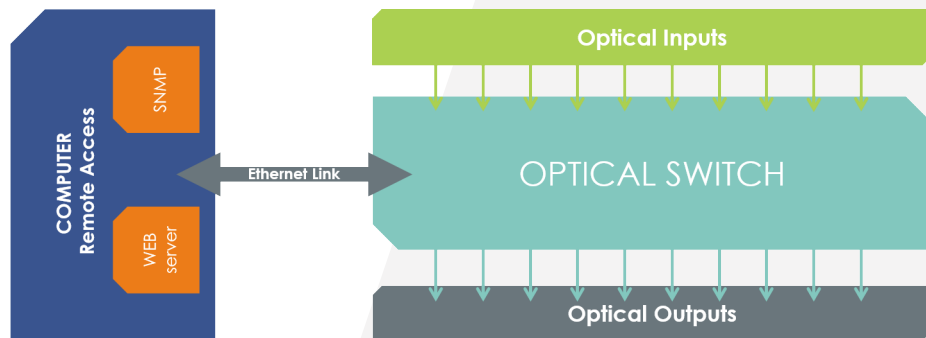 COMPUTER
Remote Access
SNMP
WEB
server
Ethernet Link
Optical Inputs
OPTICAL SWITCH
Optical Outputs